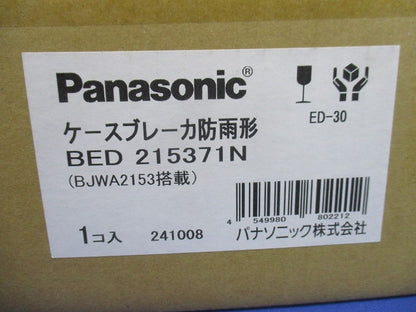 Panasonic®
ED-30
ケースブレーカ防雨形
BED 215371N
(BJWA2153搭載)
4 549980 802212
1コ入 241008 パナソニック株式会社